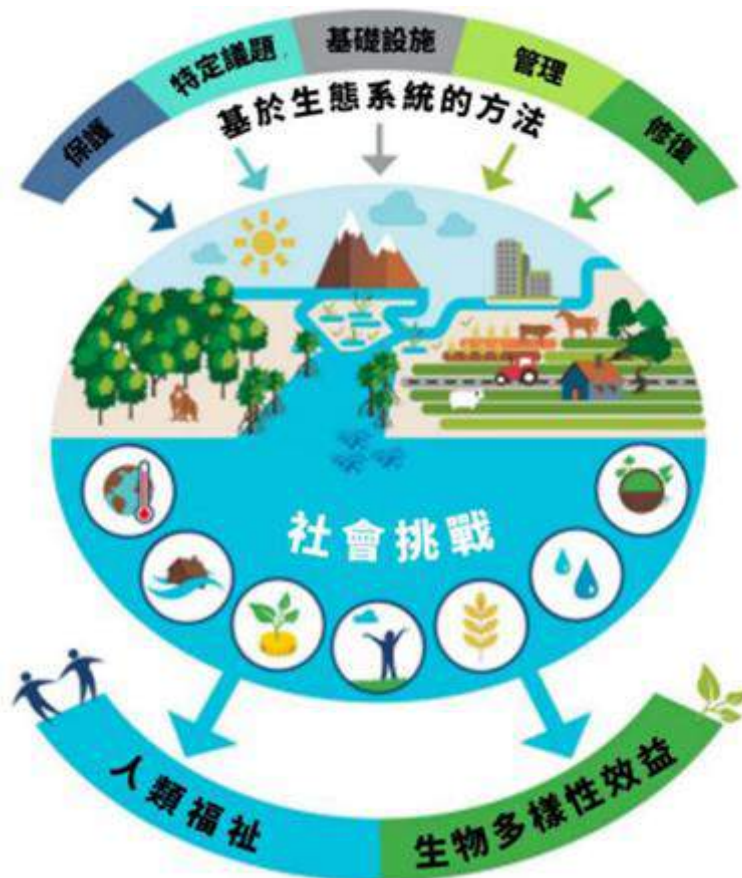 保護
特定議題
基礎設施
管理
修復
基於生態系統的方法
社會挑戰
人類福祉
生物多樣性效益